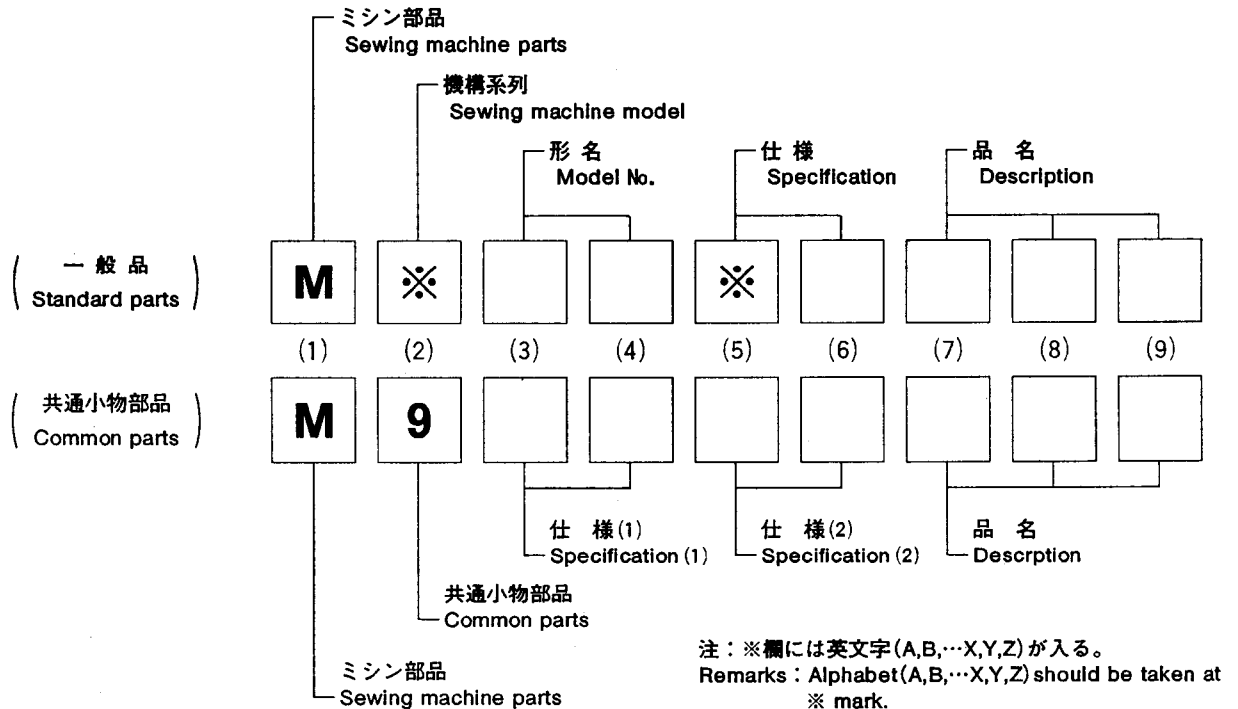 ミシン部品
Sewing machine parts
機構系列
Sewing machine model
形 名
Model No.
仕 様
Specification
品 名
Description
一 般 品
Standard parts
M ※ ※
(1) (2) (3) (4) (5) (6) (7) (8) (9)
共通小物部品
Common parts
M 9
仕 様(1)
Specification(1)
仕 様(2)
Specification(2)
品 名
Descrption
共通小物部品
Common parts
ミシン部品
Sewing machine parts
注：※欄には英文字(A,B,…X,Y,Z)が入る。
Remarks：Alphabet(A,B,…X,Y,Z)should be taken at
※ mark.